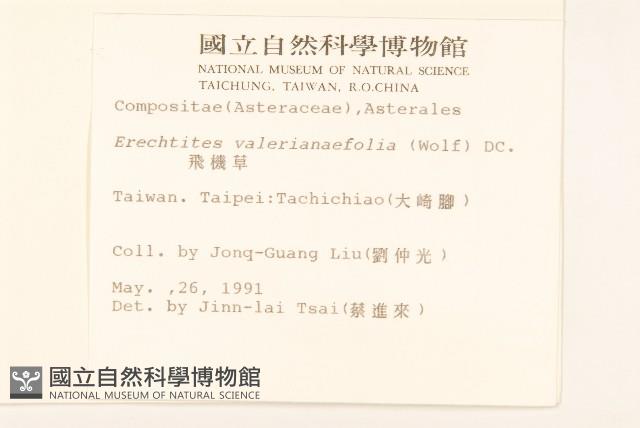 國立自然科學博物館
NATIONAL MUSEUM OF NATURAL SCIENCE
TAICHUNG, TAIWAN, R.O.CHINA
Compositae(Asteraceae),Asterales
Erechtites valerianaefolia (Wolf) DC.
飛機草
Taiwan. Taipei:Tachichiao(大崎腳)
Coll. by Jonq-Guang Liu(劉仲光)
May. ,26, 1991
Det. by Jinn-lai Tsai(蔡進來)
國立自然科學博物館
NATIONAL MUSEUM OF NATURAL SCIENCE